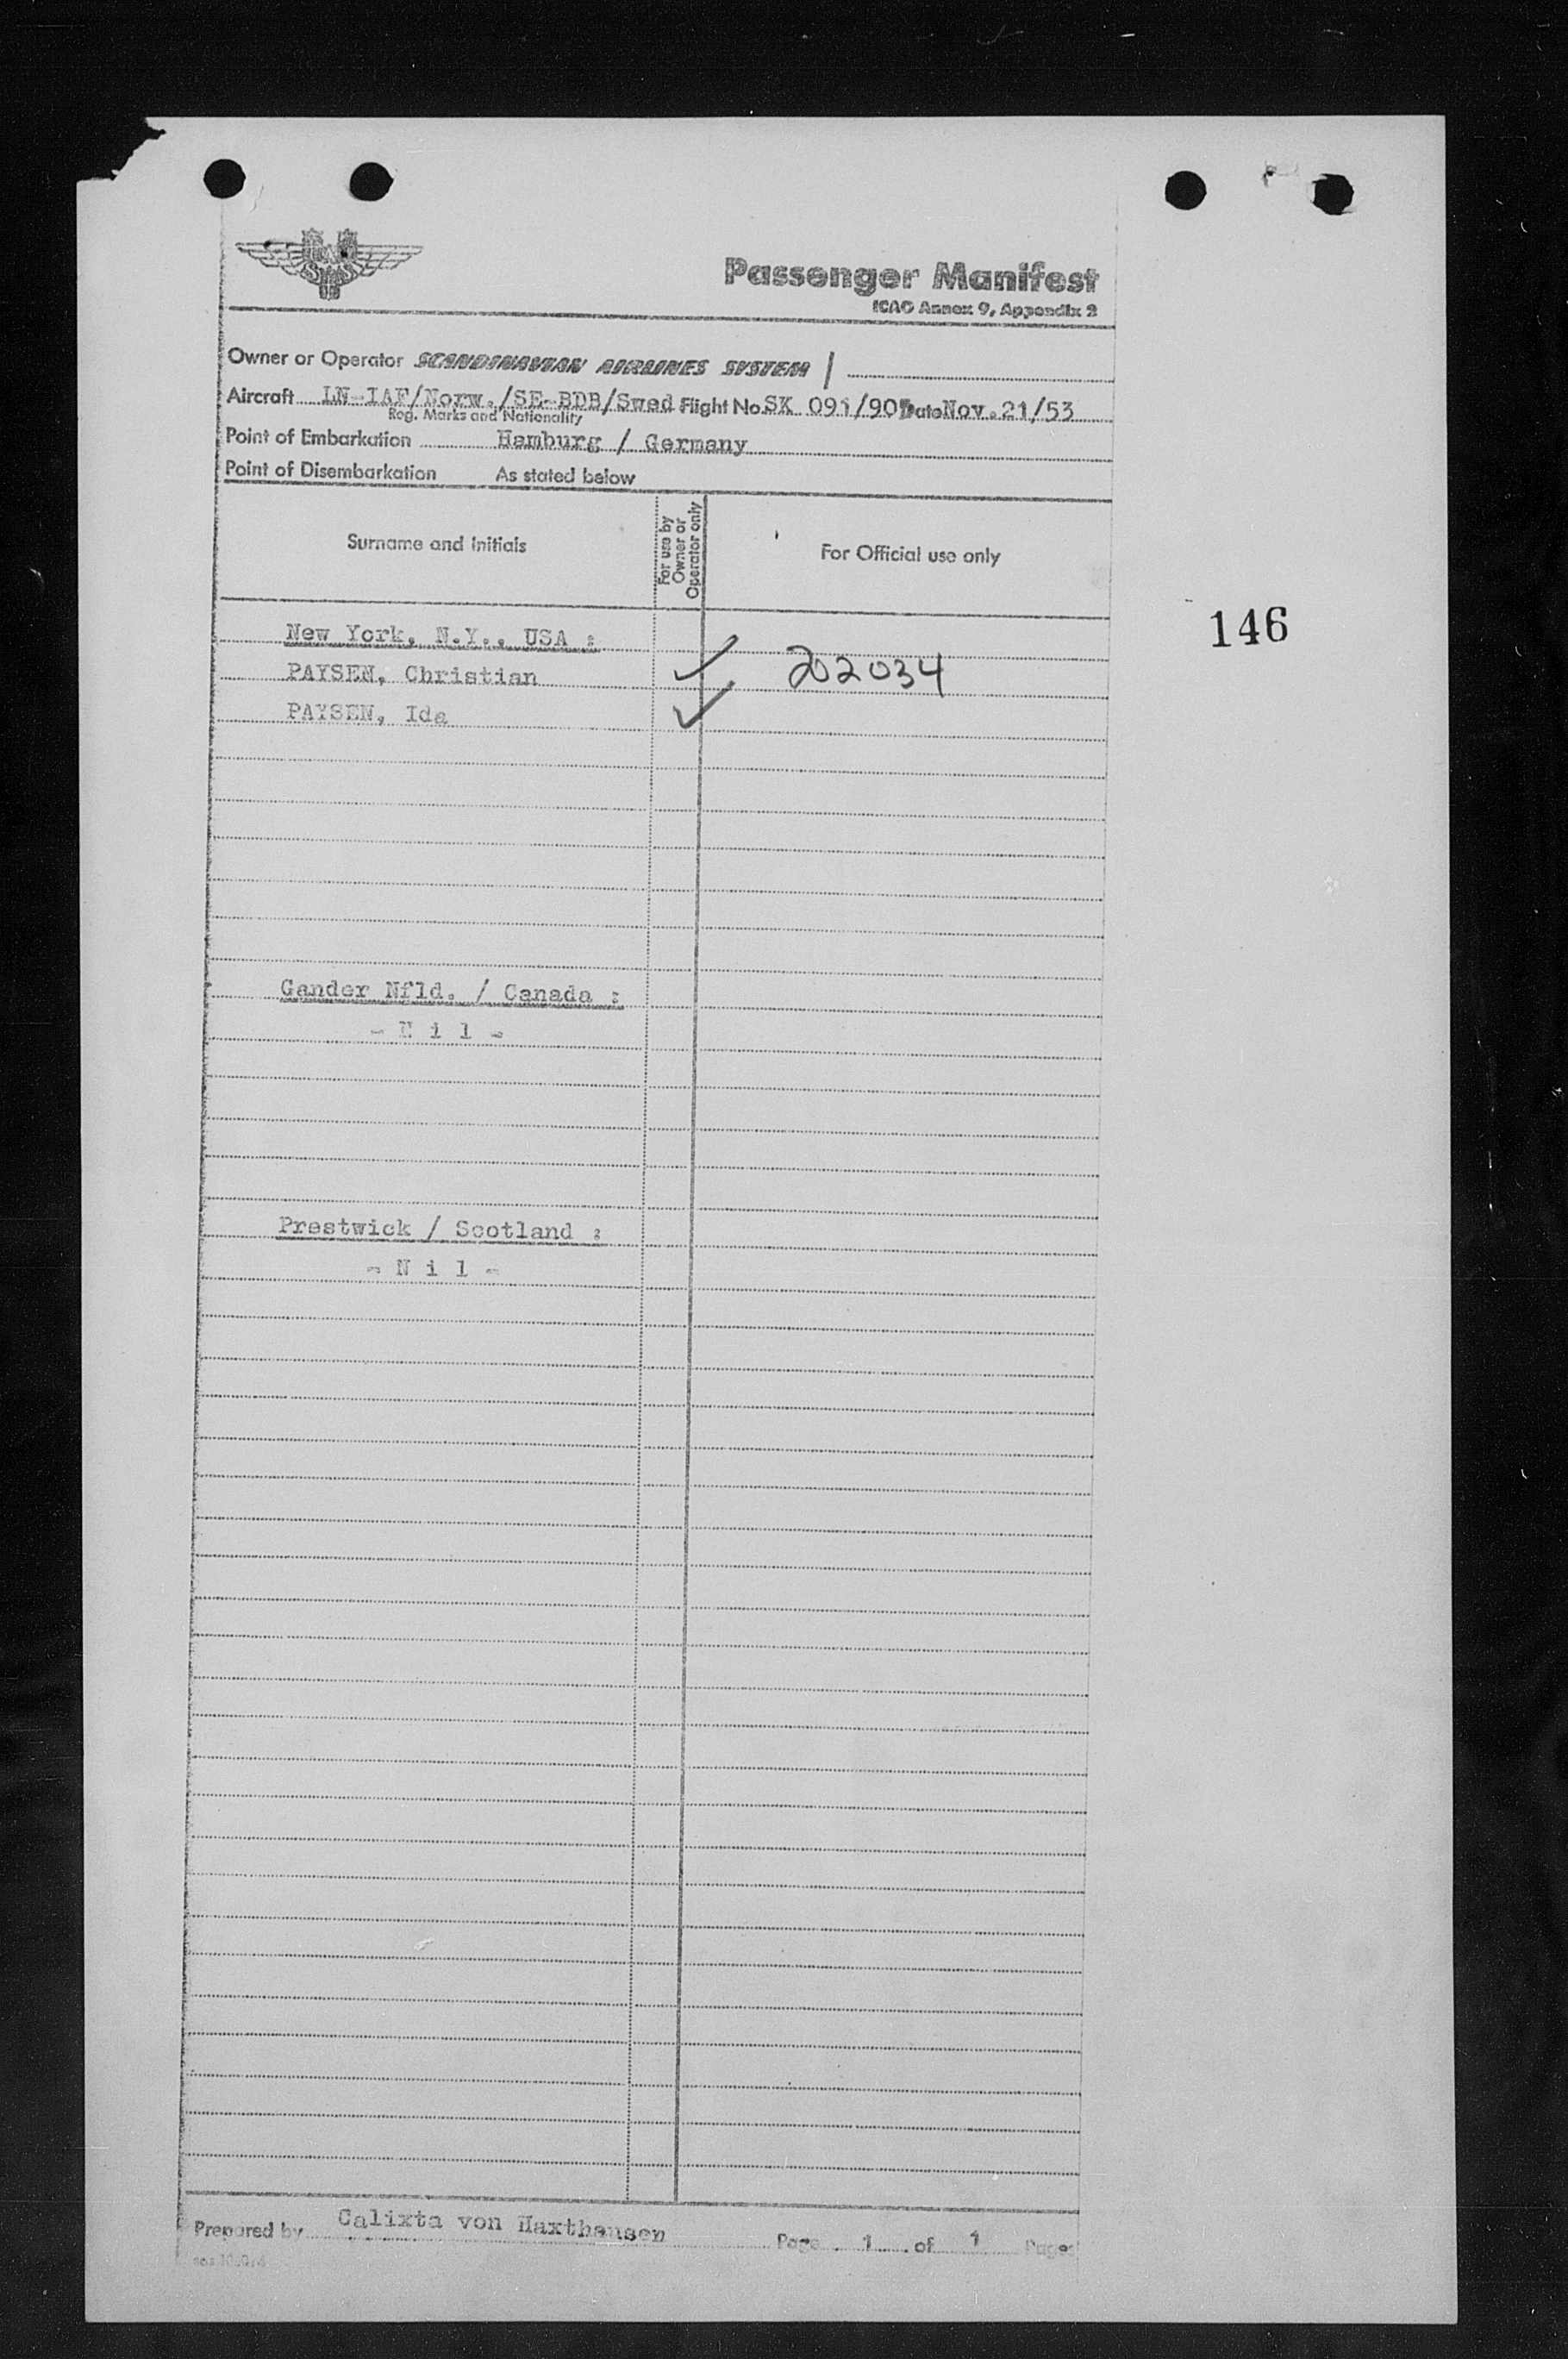 SAS
Passenger Manifest
ICAO Annex 9, Appendix 2
Owner or Operator SCANDINAVIAN AIRLINES SYSTEM /
Aircraft LN-IAF/Norw./SE-BDB/Swed Flight No. SK 091/905 Date Nov. 21/53
Reg. Marks and Nationality
Point of Embarkation Hamburg / Germany
Point of Disembarkation As stated below
Surname and Initials
For use by Owner or Operator only
For Official use only
146
New York, N.Y., USA :
PAYSEN, Christian 202034
PAYSEN, Ida
Gander Nfld. / Canada :
- N i l -
Prestwick / Scotland :
- N i l -
Prepared by Calixta von Haxthausen Page 1 of 1 Pages